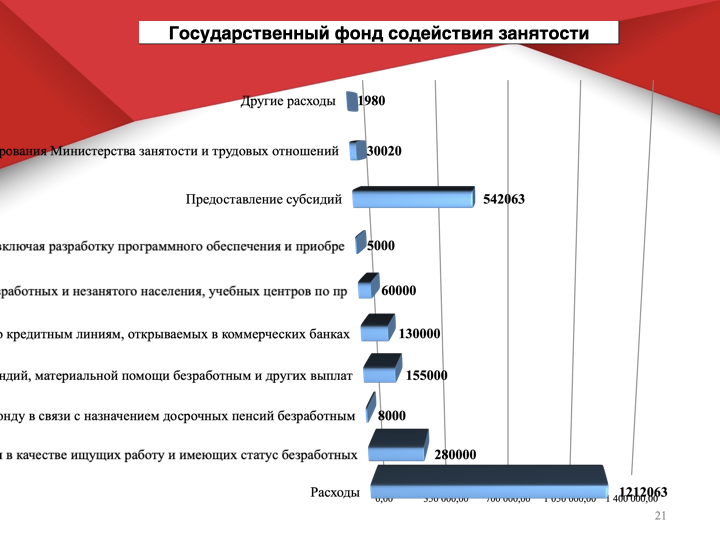 Государственный фонд содействия занятости
Другие расходы 1980
рования Министерства занятости и трудовых отношений 30020
Предоставление субсидий 542063
включая разработку программного обеспечения и приобре 5000
работных и незанятого населения, учебных центров по пр 60000
о кредитным линиям, открываемых в коммерческих банках 130000
ндий, материальной помощи безработным и других выплат 155000
онду в связи с назначением досрочных пенсий безработным 8000
и в качестве ищущих работу и имеющих статус безработных 280000
Расходы 1212063
0,00 350 000,00 700 000,00 1 050 000,00 1 400 000,00
21